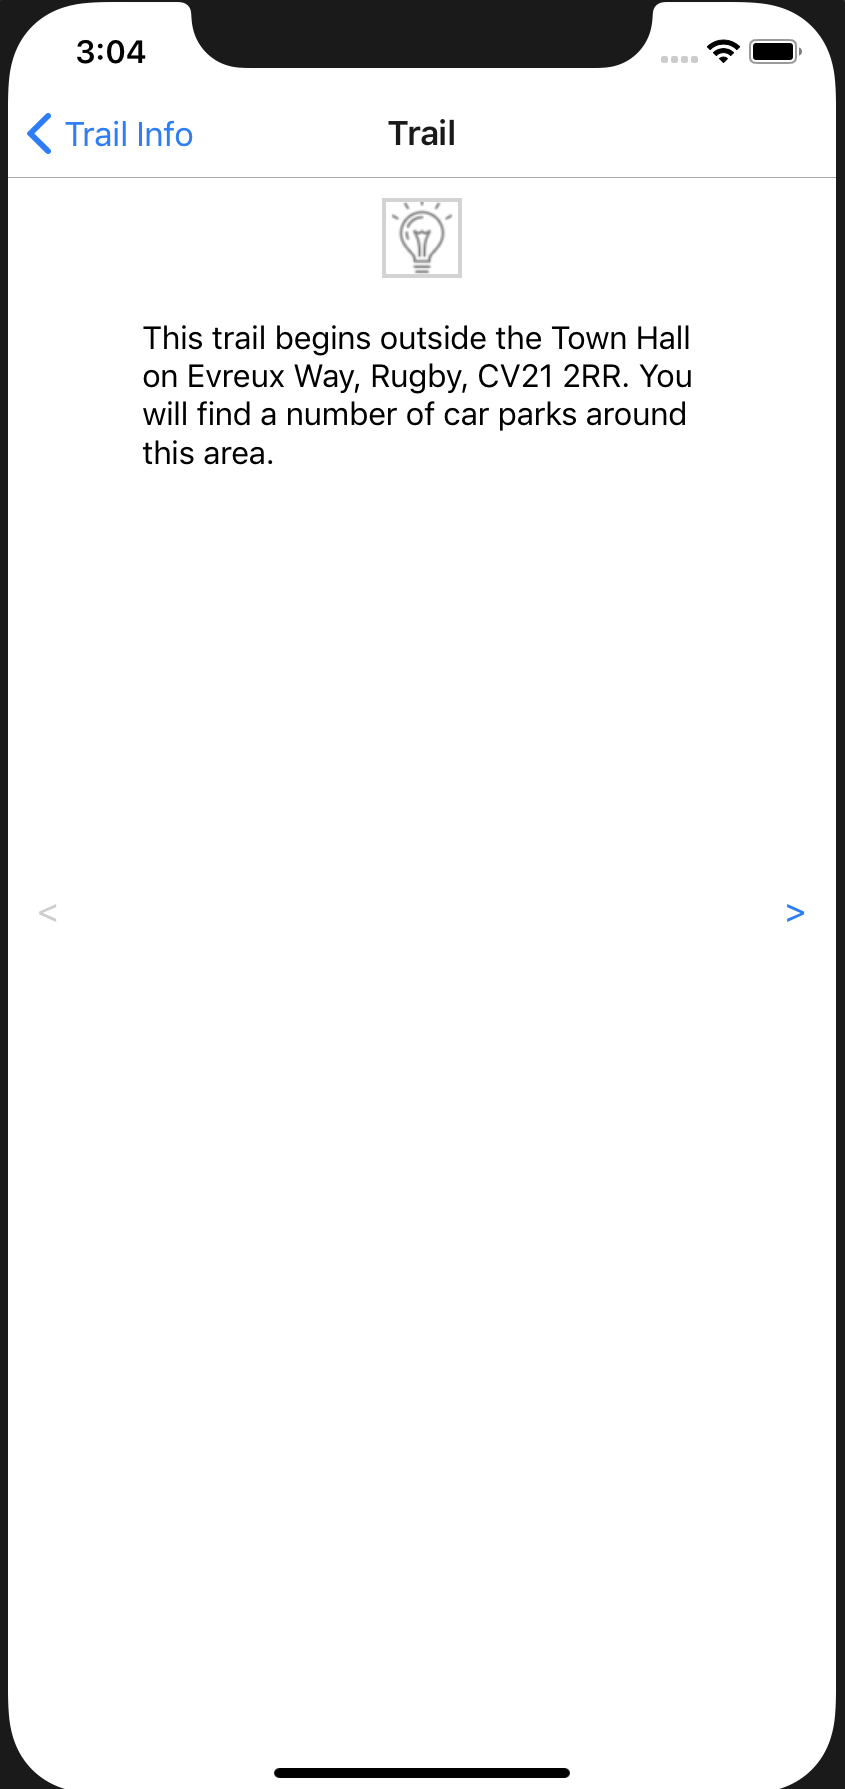 3:04
Trail Info
Trail
This trail begins outside the Town Hall
on Evreux Way, Rugby, CV21 2RR. You
will find a number of car parks around
this area.
<
>